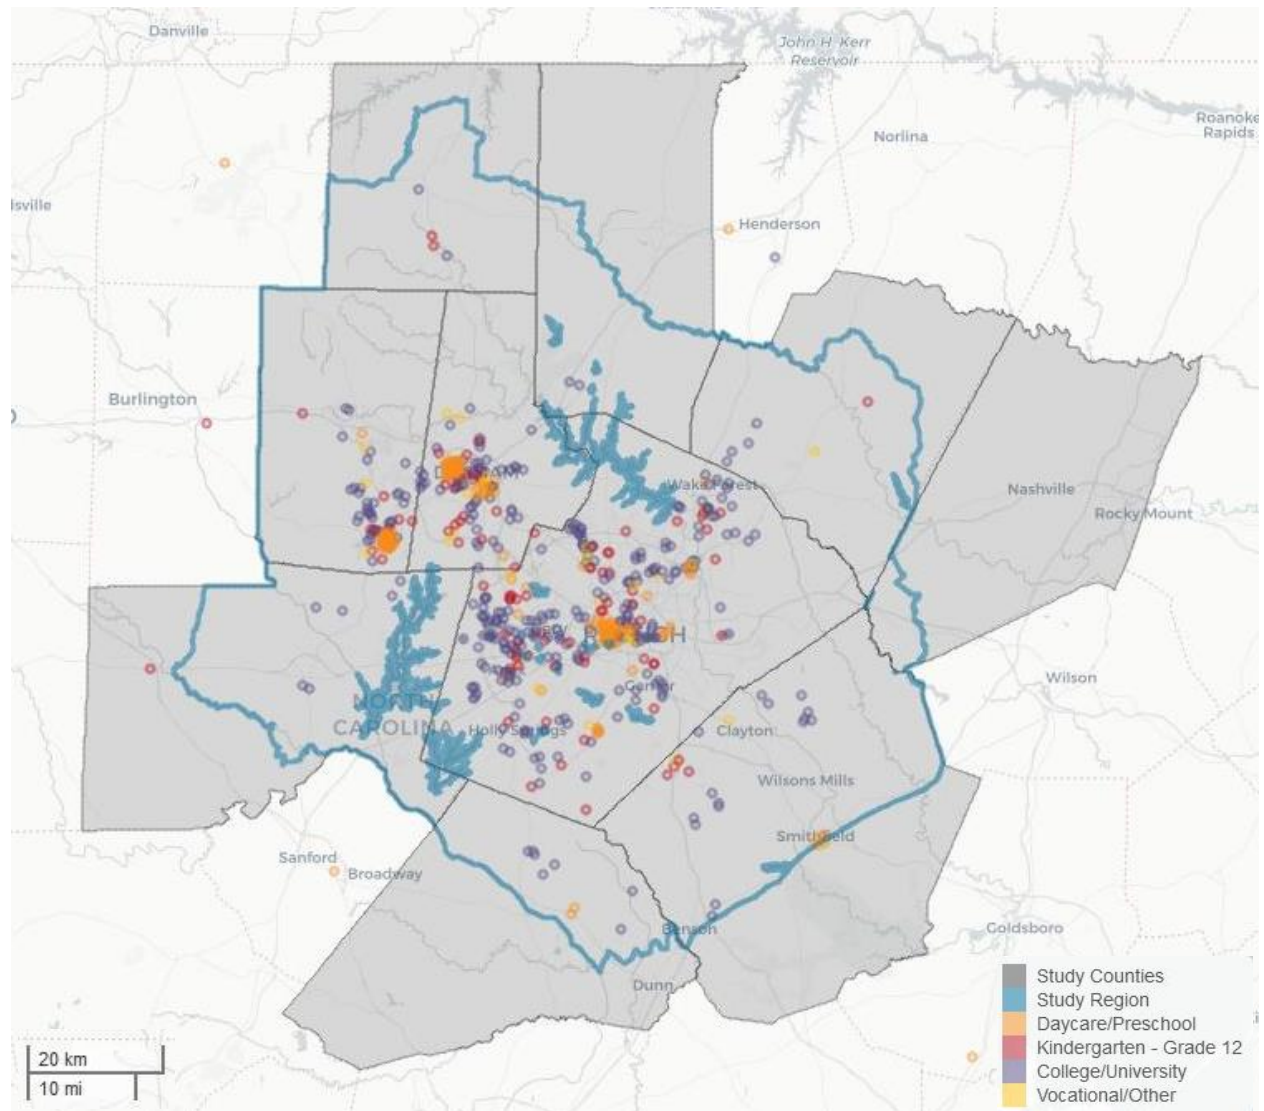 Danville
John H. Kerr
Reservoir
Roanoke
Rapids
Norlina
lsville
Henderson
Burlington
Wake Forest
Nashville
Rocky Mount
Wilson
NORTH
CAROLINA
Garner
Holly Springs
Clayton
Wilsons Mills
Smithfield
Sanford
Broadway
Benson
Goldsboro
Dunn
Study Counties
Study Region
Daycare/Preschool
Kindergarten - Grade 12
College/University
Vocational/Other
20 km
10 mi